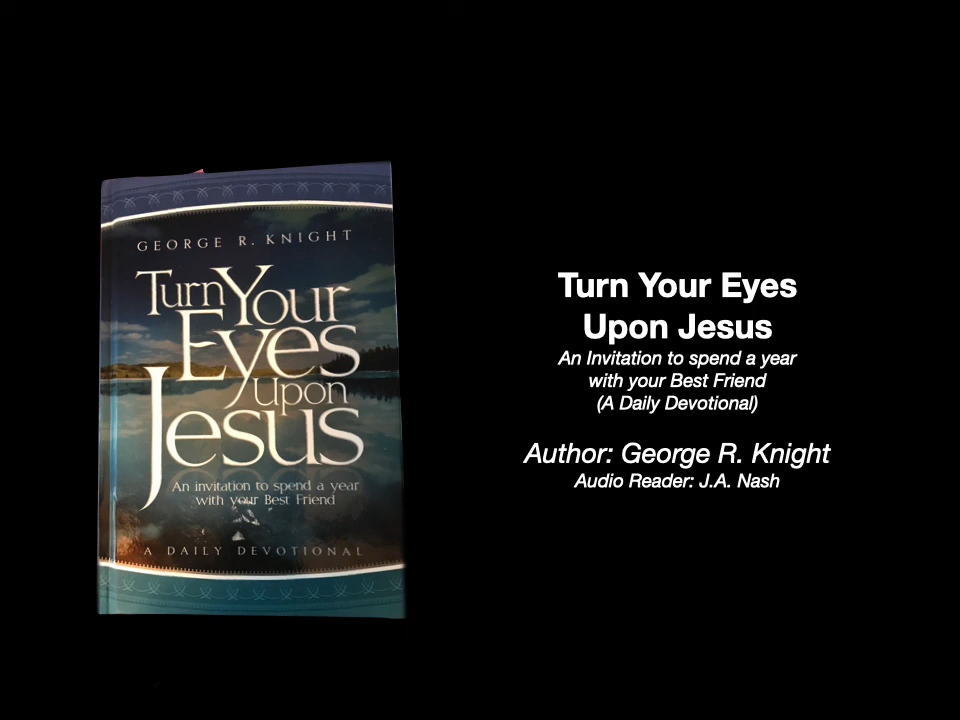 GEORGE R. KNIGHT
Turn Your
Eyes
Upon
Jesus
An invitation to spend a year
with your Best Friend
A DAILY DEVOTIONAL
Turn Your Eyes
Upon Jesus
An Invitation to spend a year
with your Best Friend
(A Daily Devotional)
Author: George R. Knight
Audio Reader: J.A. Nash